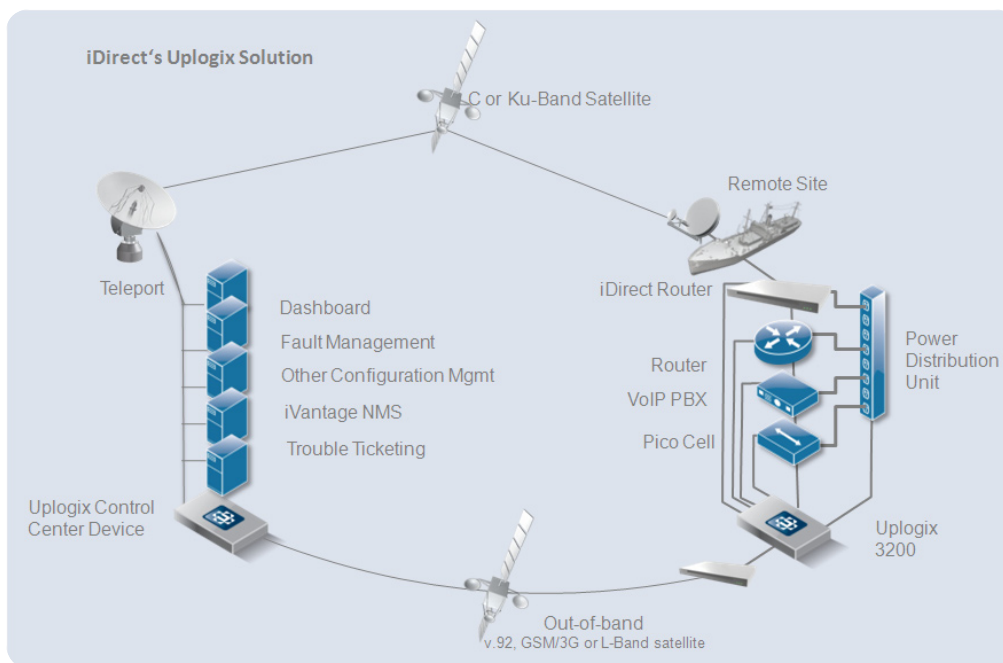 iDirect‘s Uplogix Solution
C or Ku-Band Satellite
Remote Site
Teleport
iDirect Router
Dashboard
Fault Management
Other Configuration Mgmt
iVantage NMS
Trouble Ticketing
Router
VoIP PBX
Pico Cell
Power
Distribution
Unit
Uplogix Control
Center Device
Uplogix
3200
Out-of-band
v.92, GSM/3G or L-Band satellite